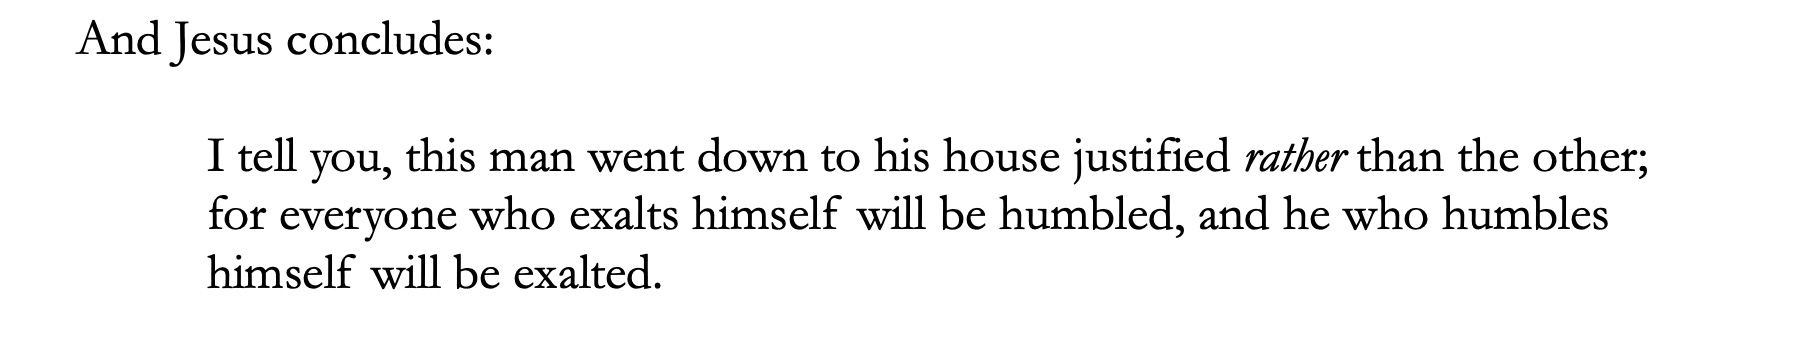 And Jesus concludes:
I tell you, this man went down to his house justified rather than the other;
for everyone who exalts himself will be humbled, and he who humbles
himself will be exalted.